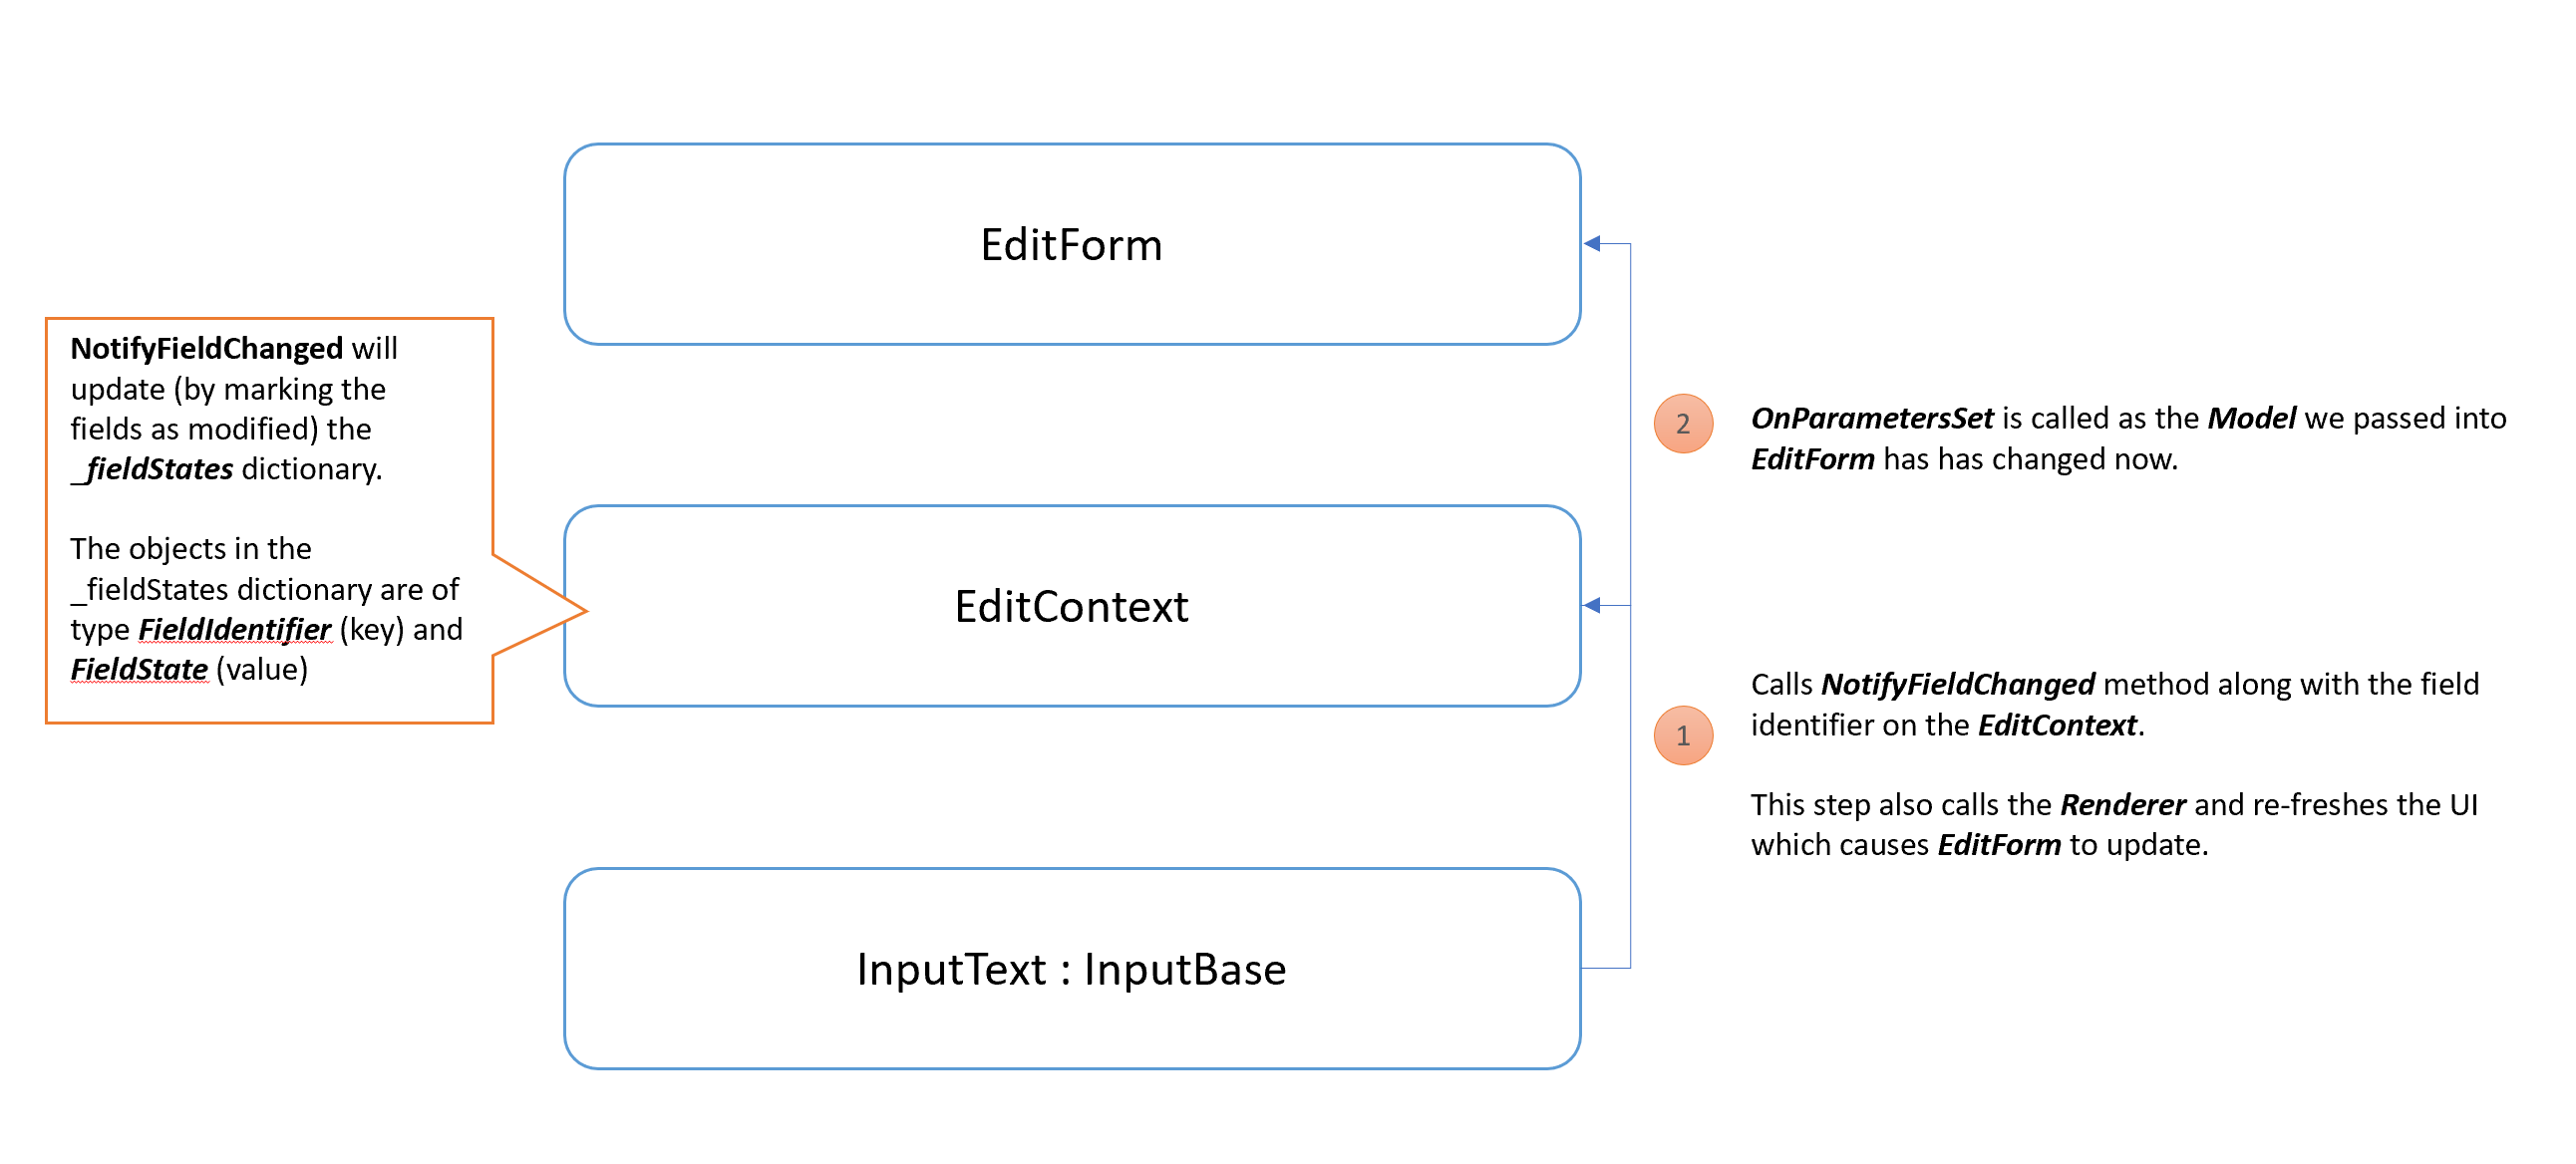 EditForm
NotifyFieldChanged will
update (by marking the
fields as modified) the
_fieldStates dictionary.
The objects in the
_fieldStates dictionary are of
type FieldIdentifier (key) and
FieldState (value)
2
OnParametersSet is called as the Model we passed into
EditForm has has changed now.
EditContext
1
Calls NotifyFieldChanged method along with the field
identifier on the EditContext.
This step also calls the Renderer and re-freshes the UI
which causes EditForm to update.
InputText : InputBase